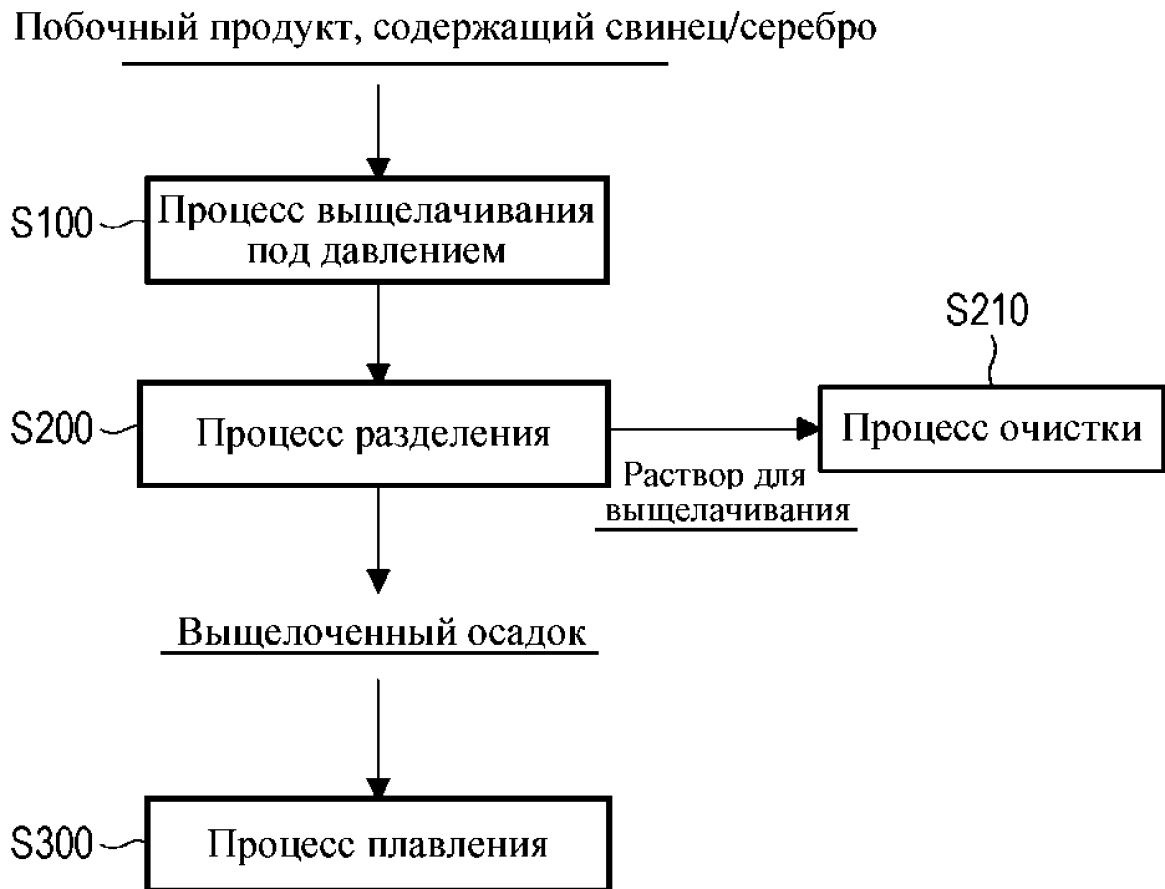 Побочный продукт, содержащий свинец/серебро
S100
Процесс выщелачивания
под давлением
S210
S200
Процесс разделения
Процесс очистки
Раствор для
выщелачивания
Выщелоченный осадок
S300
Процесс плавления